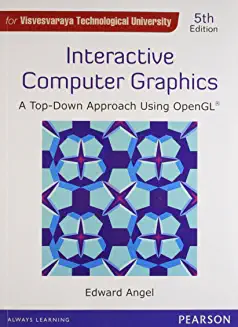 for Visvesvaraya Technological University
5th
Edition
Interactive
Computer Graphics
A Top-Down Approach Using OpenGL®
Edward Angel
ALWAYS LEARNING
PEARSON